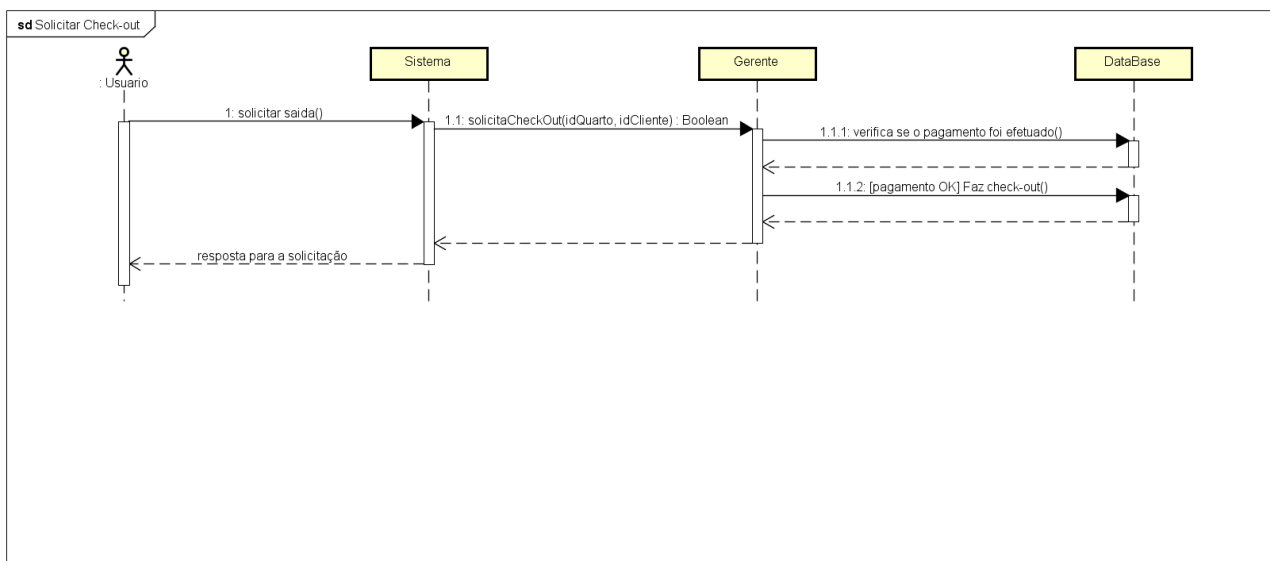 sd Solicitar Check-out
: Usuario
Sistema
Gerente
DataBase
1: solicitar saida()
1.1: solicitaCheckOut(idQuarto, idCliente) : Boolean
1.1.1: verifica se o pagamento foi efetuado()
1.1.2: [pagamento OK] Faz check-out()
resposta para a solicitação